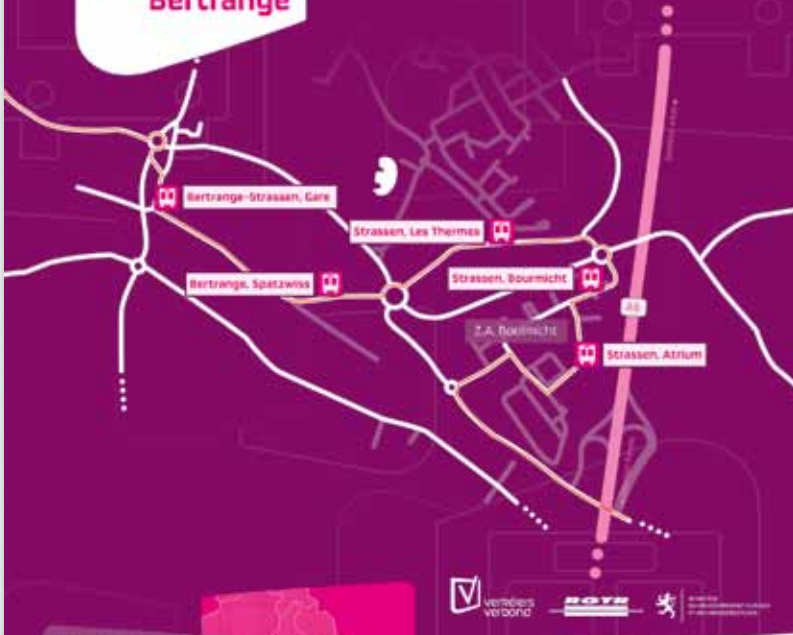 Bertrange
Bertrange-Strassen, Gare
Strassen, Les Thermes
Strassen, Bourmicht
Bertrange, Spatzwiss
A6
Z.A. Bourmicht
Strassen, Atrium
verkéiers
verbond
RGTR